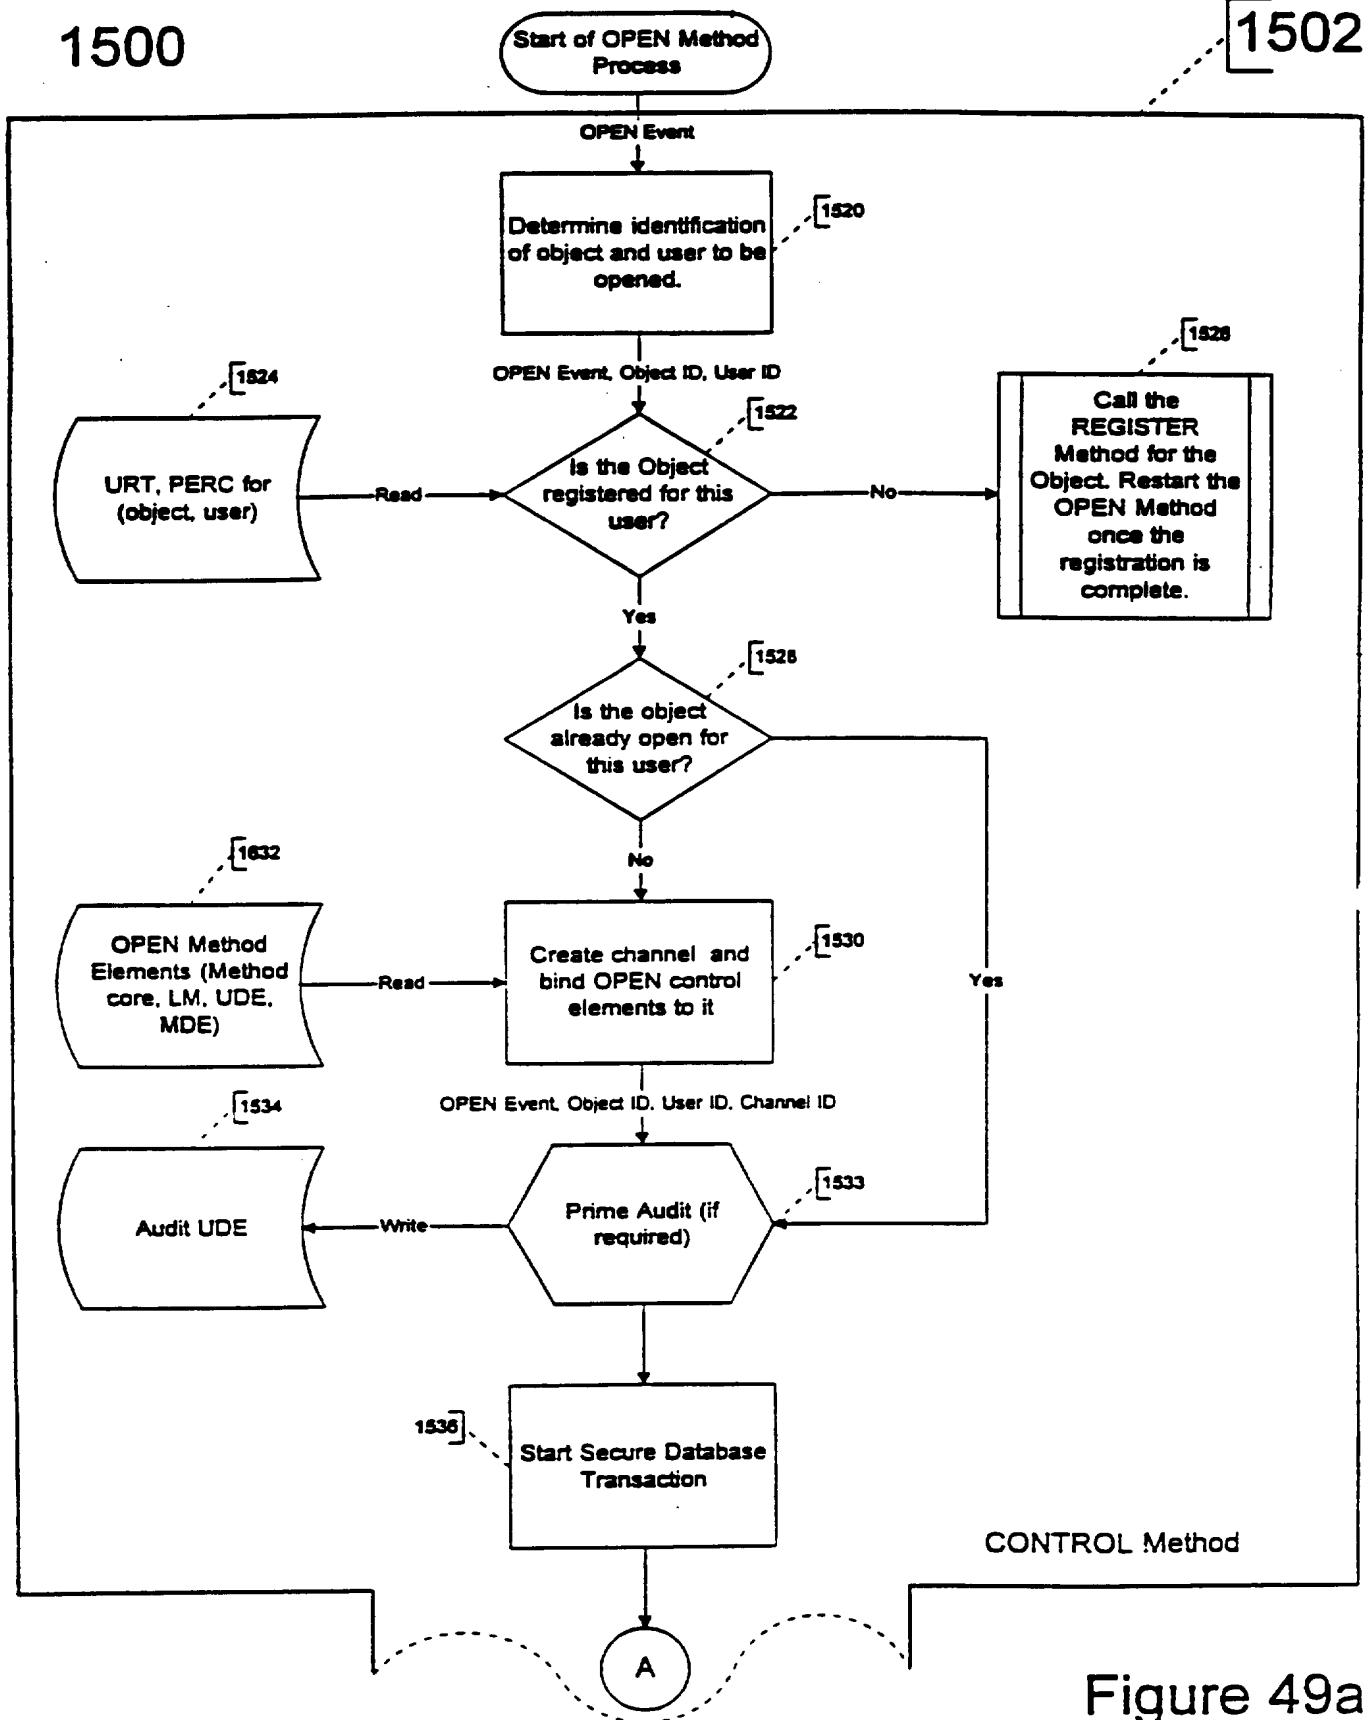 1500
Start of OPEN Method
Process
1502
OPEN Event
Determine identification
of object and user to be
opened.
1520
OPEN Event, Object ID, User ID
1524
URT, PERC for
(object, user)
Read
1522
Is the Object
registered for this
user?
No
1526
Call the
REGISTER
Method for the
Object. Restart the
OPEN Method
once the
registration is
complete.
Yes
1528
Is the object
already open for
this user?
No
Yes
1632
OPEN Method
Elements (Method
core, LM, UDE,
MDE)
Read
Create channel and
bind OPEN control
elements to it
1530
OPEN Event, Object ID, User ID, Channel ID
1534
Audit UDE
Write
Prime Audit (if
required)
1533
1536
Start Secure Database
Transaction
CONTROL Method
A
Figure 49a